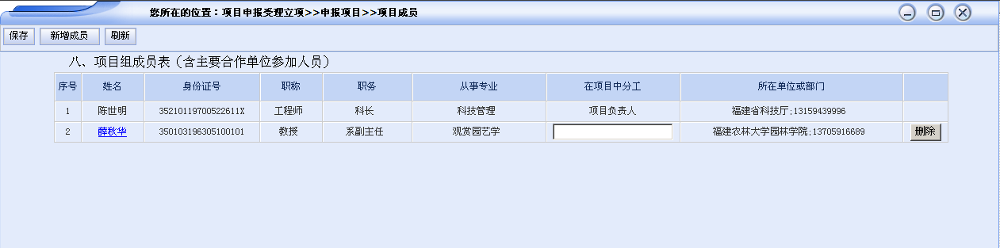 您所在的位置：项目申报受理立项>>申报项目>>项目成员
保存 新增成员 刷新
八、项目组成员表（含主要合作单位参加人员）
序号 姓名 身份证号 职称 职务 从事专业 在项目中分工 所在单位或部门
1 陈世明 35210119700522611X 工程师 科长 科技管理 项目负责人 福建省科技厅;13159439996
2 薛秋华 350103196305100101 教授 系副主任 观赏园艺学 福建农林大学园林学院;13705916689 删除